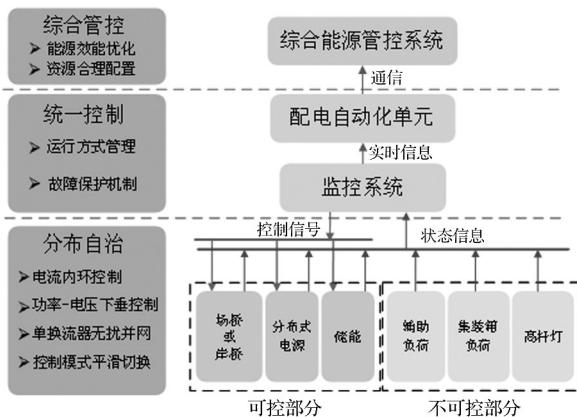 综合管控
➤ 能源效能优化
➤ 资源合理配置
综合能源管控系统
通信
统一控制
➤ 运行方式管理
➤ 故障保护机制
配电自动化单元
实时信息
监控系统
控制信号
状态信息
分布自治
➤ 电流内环控制
➤ 功率-电压下垂控制
➤ 单换流器无扰并网
➤ 控制模式平滑切换
场桥
或
岸桥
分布式
电源
储能
辅助
负荷
集装箱
负荷
高杆灯
可控部分
不可控部分